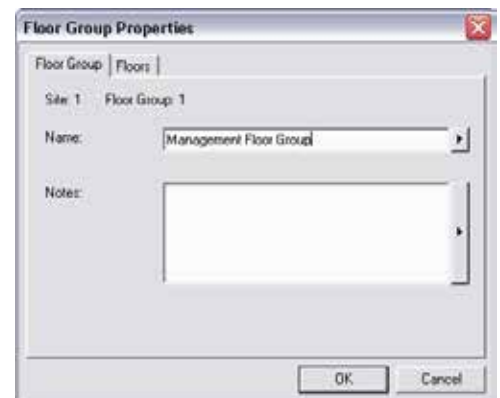 Floor Group Properties
Floor Group Floors
Site: 1 Floor Group: 1
Name: Management Floor Group
Notes:
OK Cancel